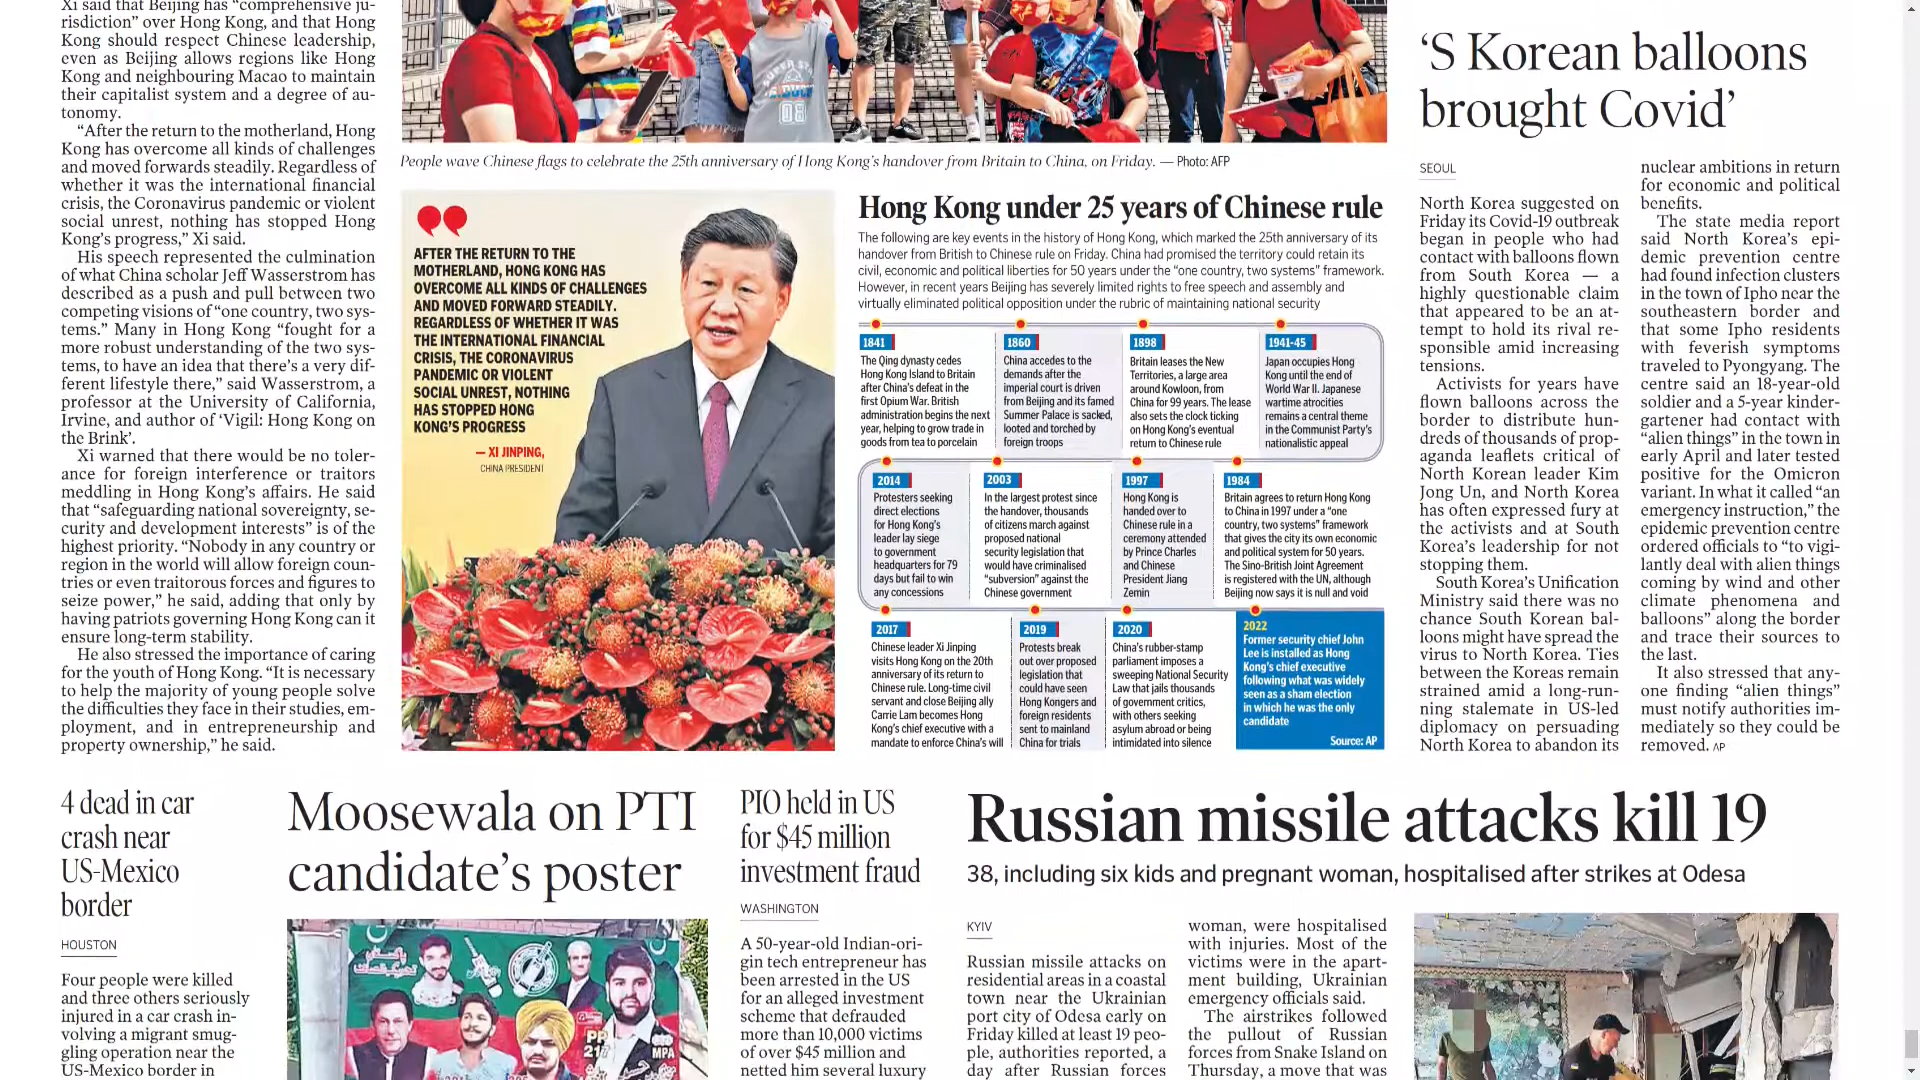 Xi said that Beijing has “comprehensive ju-
risdiction” over Hong Kong, and that Hong
Kong should respect Chinese leadership,
even as Beijing allows regions like Hong
Kong and neighbouring Macao to maintain
their capitalist system and a degree of au-
tonomy.
“After the return to the motherland, Hong
Kong has overcome all kinds of challenges
and moved forwards steadily. Regardless of
whether it was the international financial
crisis, the Coronavirus pandemic or violent
social unrest, nothing has stopped Hong
Kong’s progress,” Xi said.
His speech represented the culmination
of what China scholar Jeff Wasserstrom has
described as a push and pull between two
competing visions of “one country, two sys-
tems.” Many in Hong Kong “fought for a
more robust understanding of the two sys-
tems, to have an idea that there’s a very dif-
ferent lifestyle there,” said Wasserstrom, a
professor at the University of California,
Irvine, and author of ‘Vigil: Hong Kong on
the Brink’.
Xi warned that there would be no toler-
ance for foreign interference or traitors
meddling in Hong Kong’s affairs. He said
that “safeguarding national sovereignty, se-
curity and development interests” is of the
highest priority. “Nobody in any country or
region in the world will allow foreign coun-
tries or even traitorous forces and figures to
seize power,” he said, adding that only by
having patriots governing Hong Kong can it
ensure long-term stability.
He also stressed the importance of caring
for the youth of Hong Kong. “It is necessary
to help the majority of young people solve
the difficulties they face in their studies, em-
ployment, and in entrepreneurship and
property ownership,” he said.
08
People wave Chinese flags to celebrate the 25th anniversary of Hong Kong’s handover from Britain to China, on Friday. — Photo: AFP
AFTER THE RETURN TO THE
MOTHERLAND, HONG KONG HAS
OVERCOME ALL KINDS OF CHALLENGES
AND MOVED FORWARD STEADILY.
REGARDLESS OF WHETHER IT WAS
THE INTERNATIONAL FINANCIAL
CRISIS, THE CORONAVIRUS
PANDEMIC OR VIOLENT
SOCIAL UNREST, NOTHING
HAS STOPPED HONG
KONG’S PROGRESS
— XI JINPING,
CHINA PRESIDENT
Hong Kong under 25 years of Chinese rule
The following are key events in the history of Hong Kong, which marked the 25th anniversary of its
handover from British to Chinese rule on Friday. China had promised the territory could retain its
civil, economic and political liberties for 50 years under the “one country, two systems” framework.
However, in recent years Beijing has severely limited rights to free speech and assembly and
virtually eliminated political opposition under the rubric of maintaining national security
1841
The Qing dynasty cedes
Hong Kong Island to Britain
after China’s defeat in the
first Opium War. British
administration begins the next
year, helping to grow trade in
goods from tea to porcelain
1860
China accedes to the
demands after the
imperial court is driven
from Beijing and its famed
Summer Palace is sacked,
looted and torched by
foreign troops
1898
Britain leases the New
Territories, a large area
around Kowloon, from
China for 99 years. The lease
also sets the clock ticking
on Hong Kong’s eventual
return to Chinese rule
1941-45
Japan occupies Hong
Kong until the end of
World War II. Japanese
wartime atrocities
remains a central theme
in the Communist Party’s
nationalistic appeal
2014
Protesters seeking
direct elections
for Hong Kong’s
leader lay siege
to government
headquarters for 79
days but fail to win
any concessions
2003
In the largest protest since
the handover, thousands
of citizens march against
proposed national
security legislation that
would have criminalised
“subversion” against the
Chinese government
1997
Hong Kong is
handed over to
Chinese rule in a
ceremony attended
by Prince Charles
and Chinese
President Jiang
Zemin
1984
Britain agrees to return Hong Kong
to China in 1997 under a “one
country, two systems” framework
that gives the city its own economic
and political system for 50 years.
The Sino-British Joint Agreement
is registered with the UN, although
Beijing now says it is null and void
2017
Chinese leader Xi Jinping
visits Hong Kong on the 20th
anniversary of its return to
Chinese rule. Long-time civil
servant and close Beijing ally
Carrie Lam becomes Hong
Kong’s chief executive with a
mandate to enforce China’s will
2019
Protests break
out over proposed
legislation that
could have seen
Hong Kongers and
foreign residents
sent to mainland
China for trials
2020
China’s rubber-stamp
parliament imposes a
sweeping National Security
Law that jails thousands
of government critics,
with others seeking
asylum abroad or being
intimidated into silence
2022
Former security chief John
Lee is installed as Hong
Kong’s chief executive
following what was widely
seen as a sham election
in which he was the only
candidate
Source: AP
‘S Korean balloons
brought Covid’
SEOUL
North Korea suggested on
Friday its Covid-19 outbreak
began in people who had
contact with balloons flown
from South Korea — a
highly questionable claim
that appeared to be an at-
tempt to hold its rival re-
sponsible amid increasing
tensions.
Activists for years have
flown balloons across the
border to distribute hun-
dreds of thousands of prop-
aganda leaflets critical of
North Korean leader Kim
Jong Un, and North Korea
has often expressed fury at
the activists and at South
Korea’s leadership for not
stopping them.
South Korea’s Unification
Ministry said there was no
chance South Korean bal-
loons might have spread the
virus to North Korea. Ties
between the Koreas remain
strained amid a long-run-
ning stalemate in US-led
diplomacy on persuading
North Korea to abandon its
nuclear ambitions in return
for economic and political
benefits.
The state media report
said North Korea’s epi-
demic prevention centre
had found infection clusters
in the town of Ipho near the
southeastern border and
that some Ipho residents
with feverish symptoms
traveled to Pyongyang. The
centre said an 18-year-old
soldier and a 5-year kinder-
gartener had contact with
“alien things” in the town in
early April and later tested
positive for the Omicron
variant. In what it called “an
emergency instruction,” the
epidemic prevention centre
ordered officials to “to vigi-
lantly deal with alien things
coming by wind and other
climate phenomena and
balloons” along the border
and trace their sources to
the last.
It also stressed that any-
one finding “alien things”
must notify authorities im-
mediately so they could be
removed. AP
4 dead in car
crash near
US-Mexico
border
HOUSTON
Four people were killed
and three others seriously
injured in a car crash in-
volving a migrant smug-
gling operation near the
US-Mexico border in
Moosewala on PTI
candidate’s poster
PP
217
MPA
PIO held in US
for $45 million
investment fraud
WASHINGTON
A 50-year-old Indian-ori-
gin tech entrepreneur has
been arrested in the US
for an alleged investment
scheme that defrauded
more than 10,000 victims
of over $45 million and
netted him several luxury
Russian missile attacks kill 19
38, including six kids and pregnant woman, hospitalised after strikes at Odesa
KYIV
Russian missile attacks on
residential areas in a coastal
town near the Ukrainian
port city of Odesa early on
Friday killed at least 19 peo-
ple, authorities reported, a
day after Russian forces
woman, were hospitalised
with injuries. Most of the
victims were in the apart-
ment building, Ukrainian
emergency officials said.
The airstrikes followed
the pullout of Russian
forces from Snake Island on
Thursday, a move that was